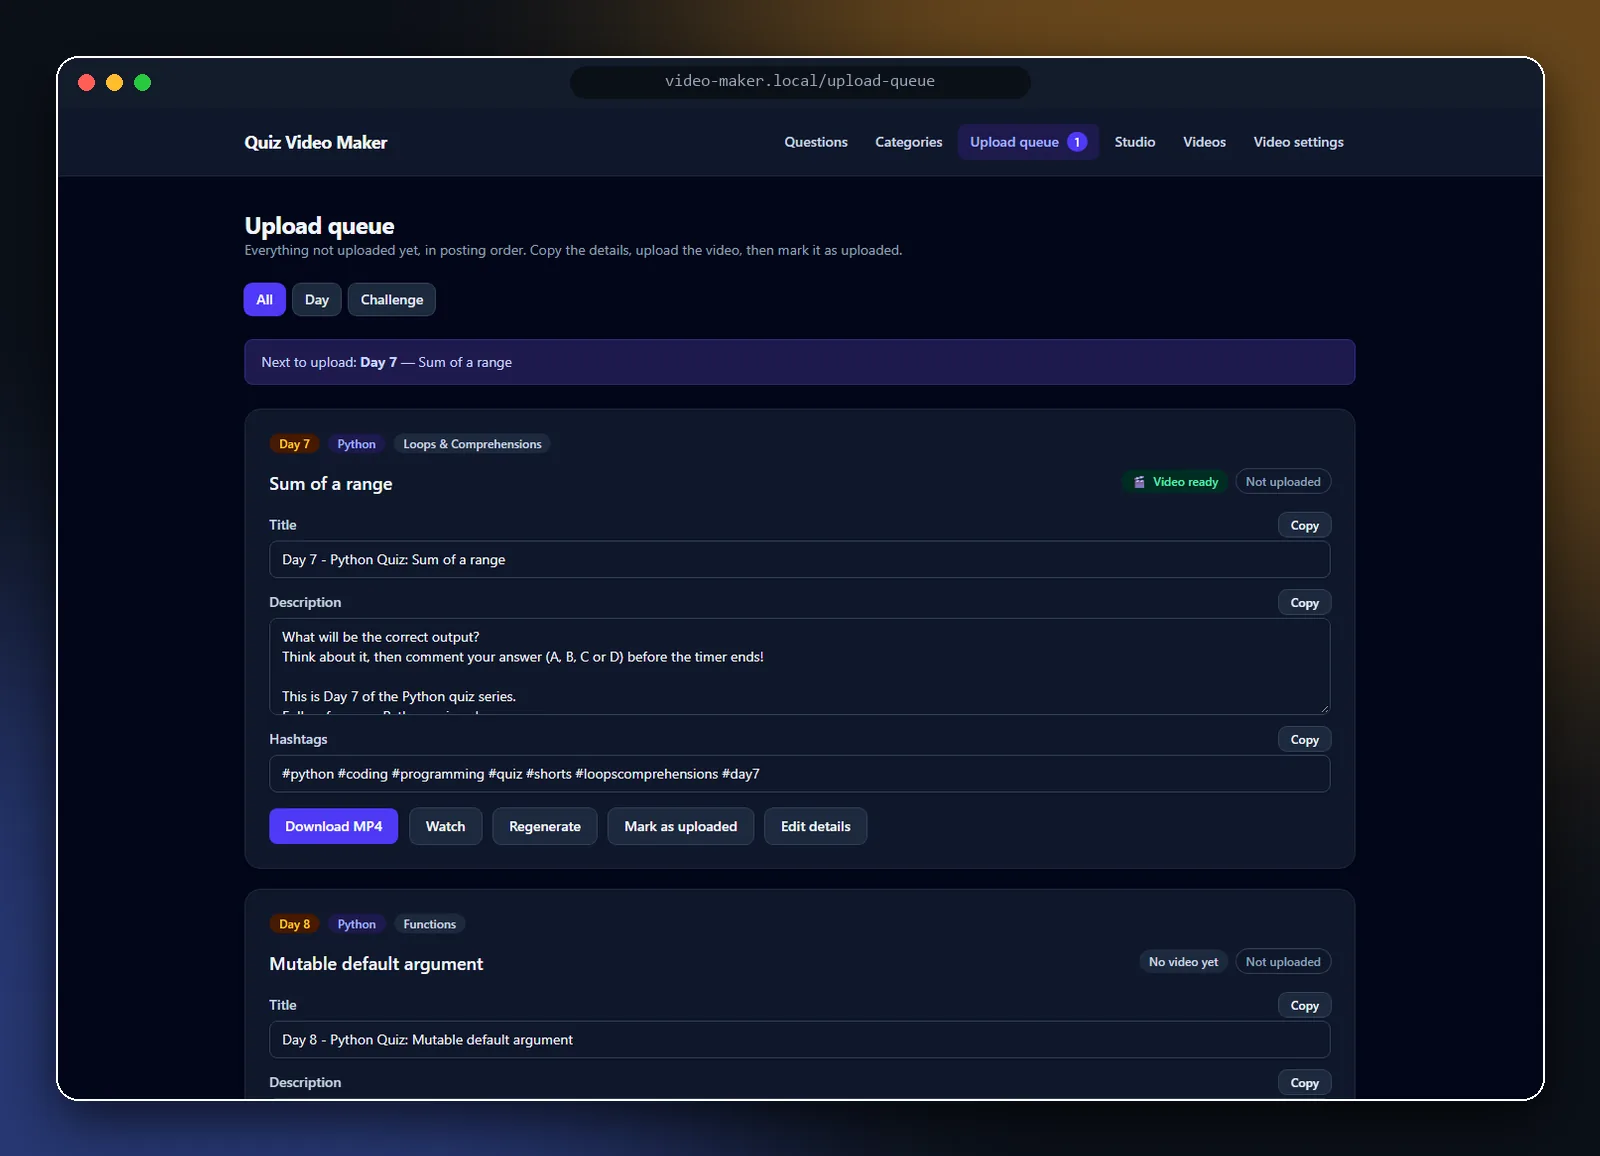 video-maker.local/upload-queue
Quiz Video Maker
Questions
Categories
Upload queue 1
Studio
Videos
Video settings
Upload queue
Everything not uploaded yet, in posting order. Copy the details, upload the video, then mark it as uploaded.
All
Day
Challenge
Next to upload: Day 7 — Sum of a range
Day 7
Python
Loops & Comprehensions
Sum of a range
Video ready
Not uploaded
Title
Copy
Day 7 - Python Quiz: Sum of a range
Description
Copy
What will be the correct output?
Think about it, then comment your answer (A, B, C or D) before the timer ends!
This is Day 7 of the Python quiz series.
Hashtags
Copy
#python #coding #programming #quiz #shorts #loopscomprehensions #day7
Download MP4
Watch
Regenerate
Mark as uploaded
Edit details
Day 8
Python
Functions
Mutable default argument
No video yet
Not uploaded
Title
Copy
Day 8 - Python Quiz: Mutable default argument
Description
Copy